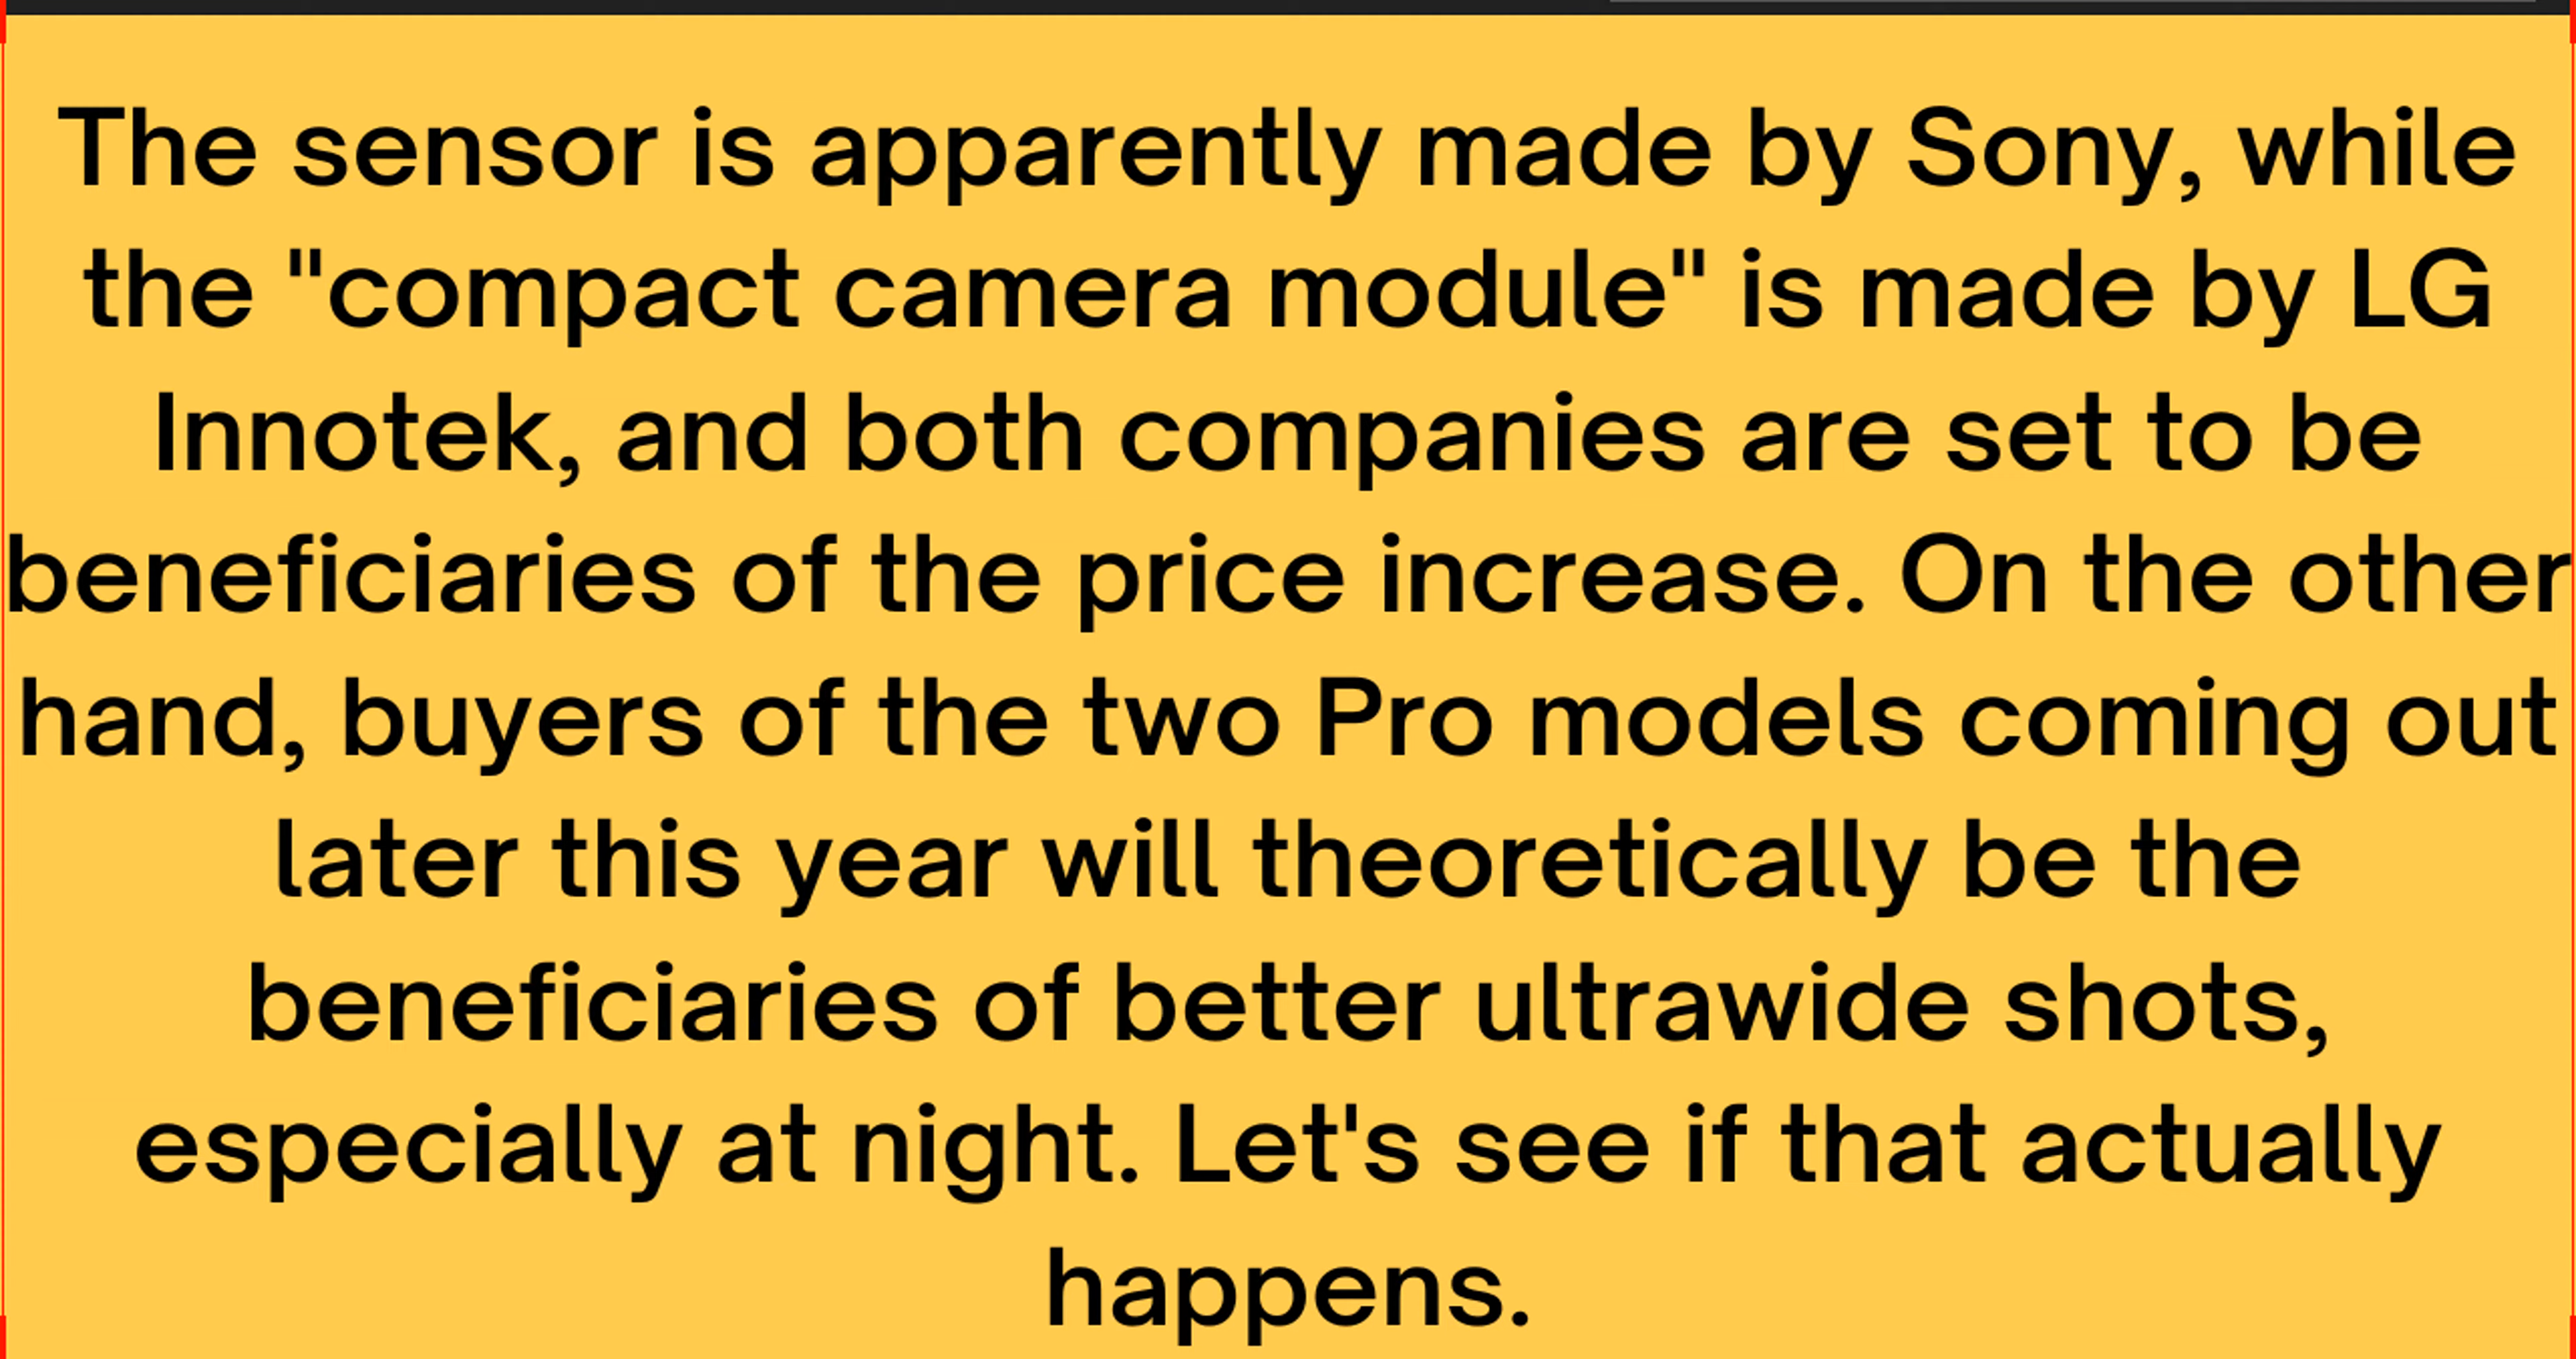 The sensor is apparently made by Sony, while
the "compact camera module" is made by LG
Innotek, and both companies are set to be
beneficiaries of the price increase. On the other
hand, buyers of the two Pro models coming out
later this year will theoretically be the
beneficiaries of better ultrawide shots,
especially at night. Let's see if that actually
happens.